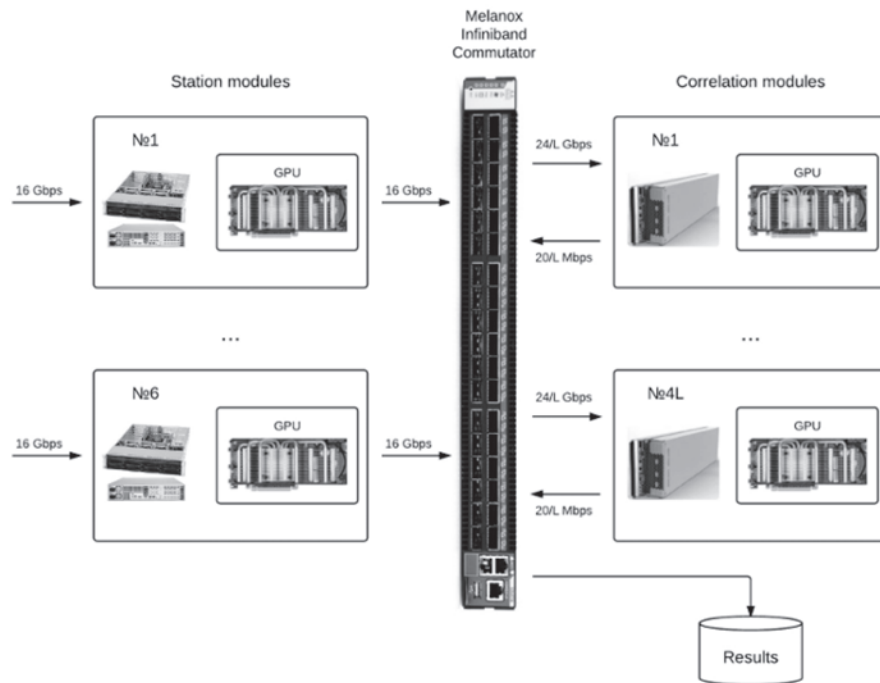 Melanox
Infiniband
Commutator
Station modules
Correlation modules
№1
GPU
16 Gbps
16 Gbps
24/L Gbps
20/L Mbps
№1
GPU
...
...
№6
GPU
16 Gbps
16 Gbps
24/L Gbps
20/L Mbps
№4L
GPU
Results